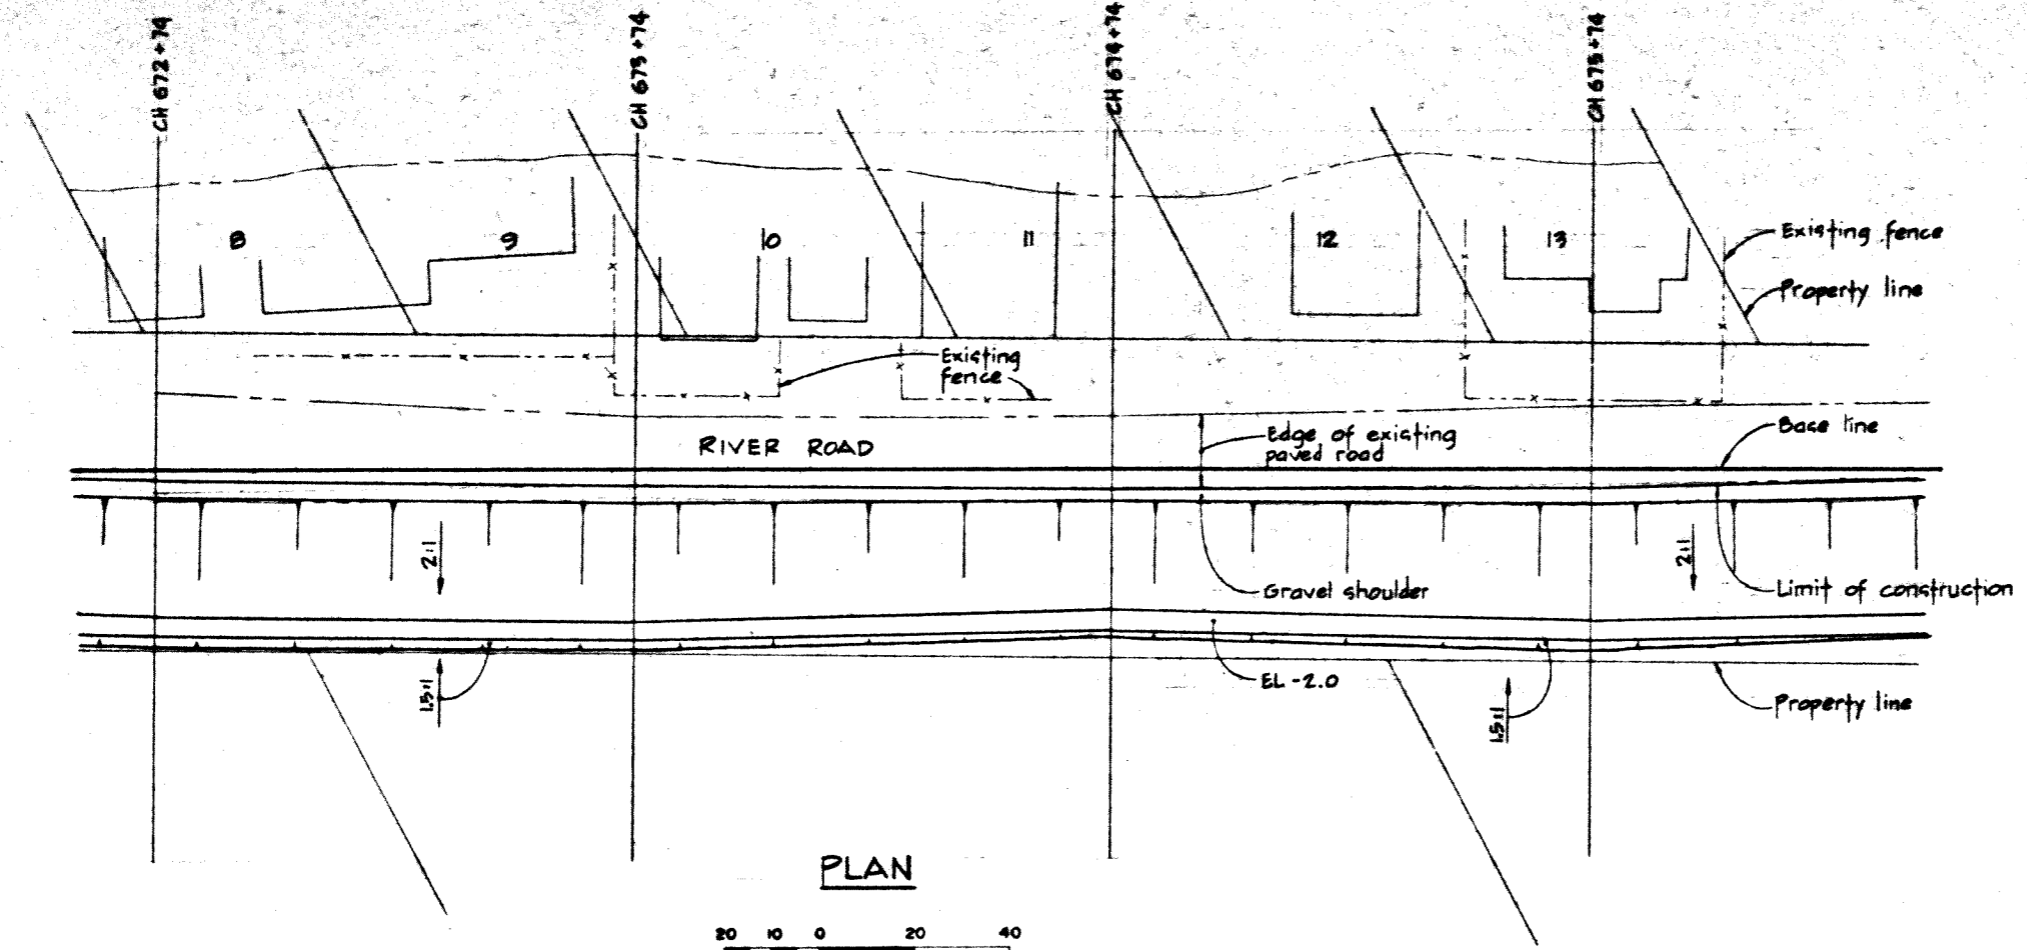 CH 672+74
CH 673+74
CH 674+74
CH 675+74
8
9
10
11
12
13
Existing fence
Property line
Existing
fence
RIVER ROAD
Edge of existing
paved road
Base line
2:1
2:1
Gravel shoulder
Limit of construction
1.5:1
EL -2.0
1.5:1
Property line
PLAN
20 10 0 20 40